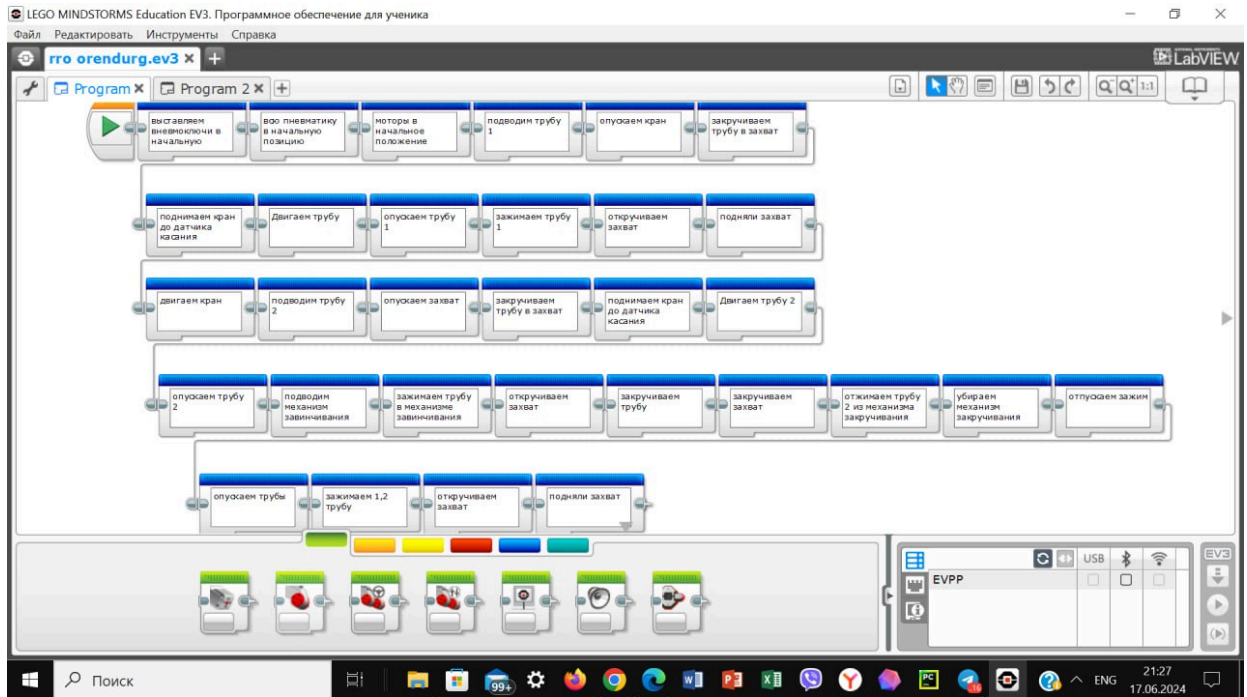 LEGO MINDSTORMS Education EV3. Программное обеспечение для ученика
Файл Редактировать Инструменты Справка
rro orendurg.ev3
LabVIEW
Program Program 2
1:1
выставляем пневмоключи в начальную
всю пневматику в начальную позицию
моторы в начальное положение
подводим трубу 1
опускаем кран
закручиваем трубу в захват
поднимаем кран до датчика касания
Двигаем трубу
опускаем трубу 1
зажимаем трубу 1
откручиваем захват
подняли захват
двигаем кран
подводим трубу 2
опускаем захват
закручиваем трубу в захват
поднимаем кран до датчика касания
Двигаем трубу 2
опускаем трубу 2
подводим механизм завинчивания
зажимаем трубу в механизме завинчивания
откручиваем захват
закручиваем трубу
закручиваем захват
отжимаем трубу 2 из механизма закручивания
убираем механизм закручивания
отпускаем зажим
опускаем трубы
зажимаем 1,2 трубу
откручиваем захват
подняли захват
USB
EV3
EVPP
Поиск
99+
ENG
21:27
17.06.2024